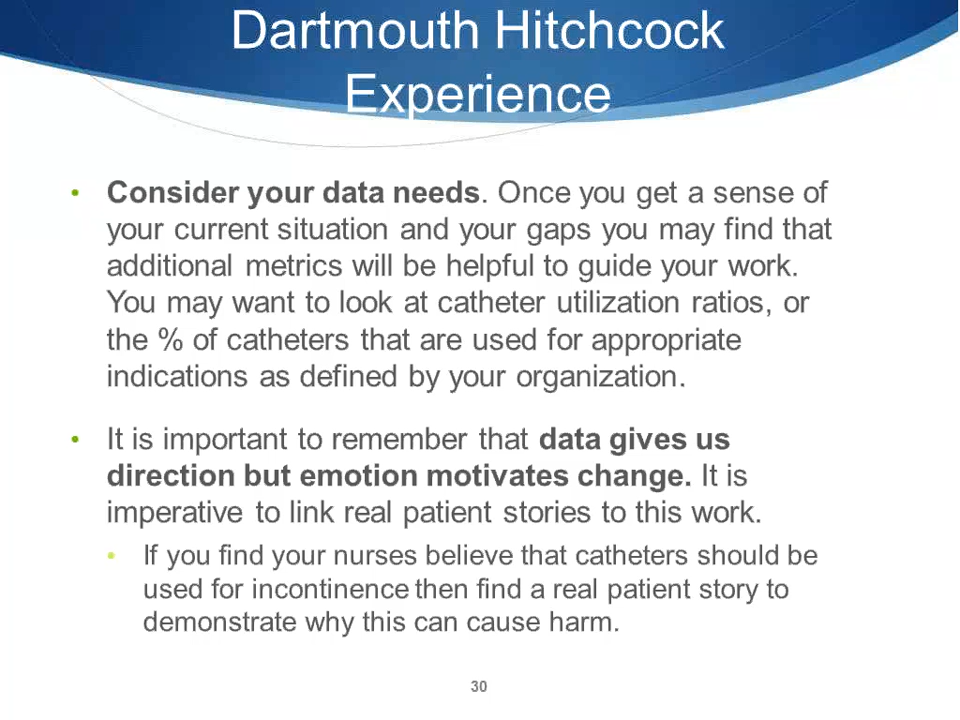 Dartmouth Hitchcock
Experience
• Consider your data needs. Once you get a sense of
your current situation and your gaps you may find that
additional metrics will be helpful to guide your work.
You may want to look at catheter utilization ratios, or
the % of catheters that are used for appropriate
indications as defined by your organization.
• It is important to remember that data gives us
direction but emotion motivates change. It is
imperative to link real patient stories to this work.
• If you find your nurses believe that catheters should be
used for incontinence then find a real patient story to
demonstrate why this can cause harm.
30